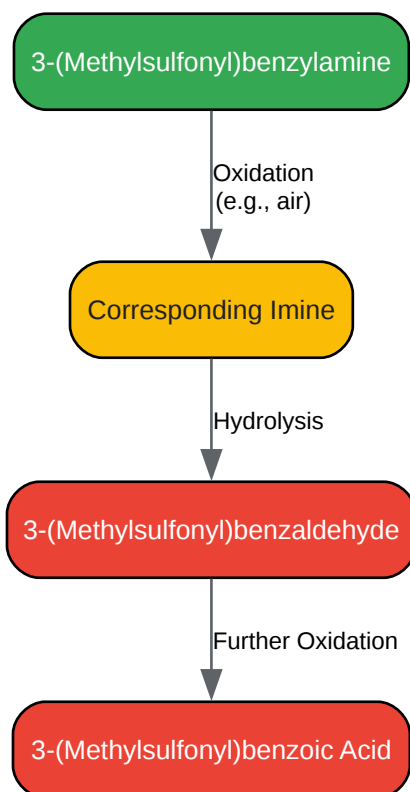 3-(Methylsulfonyl)benzylamine
Oxidation
(e.g., air)
Corresponding Imine
Hydrolysis
3-(Methylsulfonyl)benzaldehyde
Further Oxidation
3-(Methylsulfonyl)benzoic Acid